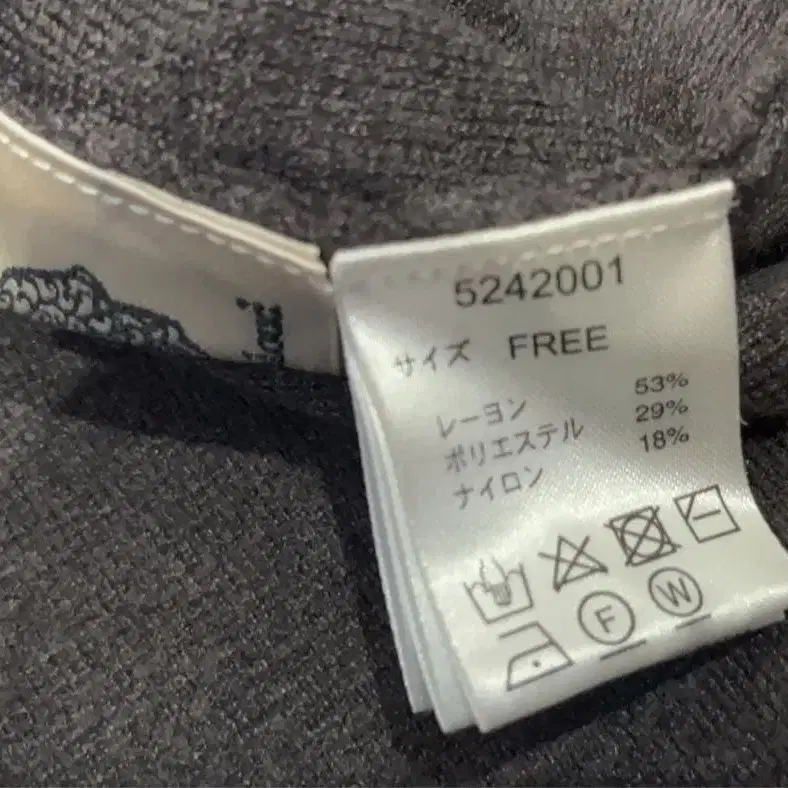 5242001
サイズ FREE
レーヨン 53%
ポリエステル 29%
ナイロン 18%
F W